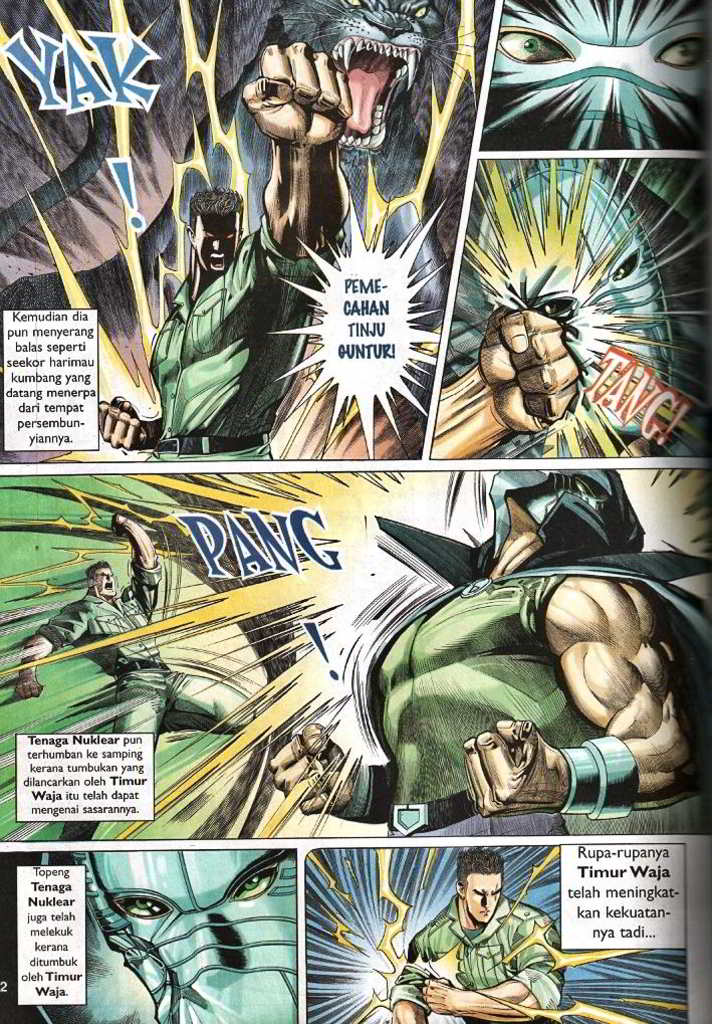 YAK
!
PEME-
CAHAN
TINJU
GUNTUR!
Kemudian dia
pun menyerang
balas seperti
seekor harimau
kumbang yang
datang menerpa
dari tempat
persembun-
yiannya.
TANG!
PANG
!
Tenaga Nuklear pun
terhumban ke samping
kerana tumbukan yang
dilancarkan oleh Timur
Waja itu telah dapat
mengenai sasarannya.
Topeng
Tenaga
Nuklear
juga telah
melekuk
kerana
ditumbuk
oleh Timur
Waja.
Rupa-rupanya
Timur Waja
telah meningkat-
kan kekuatan-
nya tadi...
2